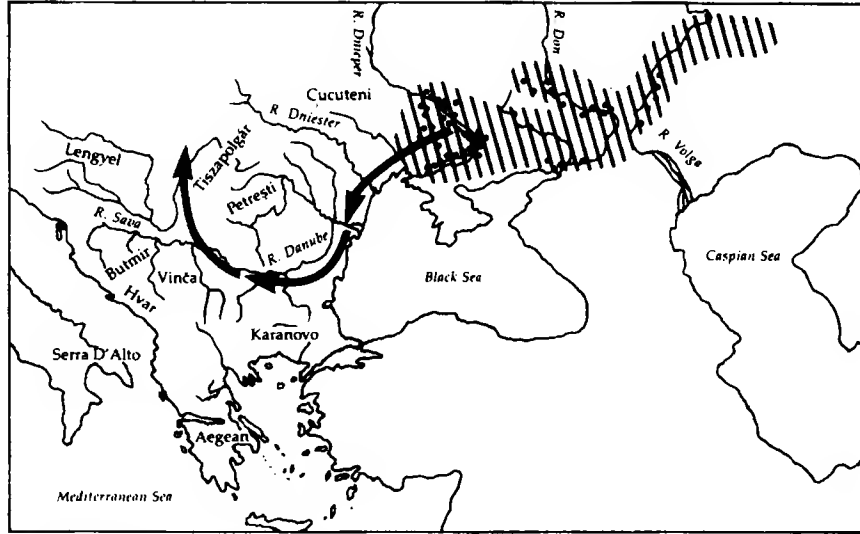 R. Dnieper
R. Don
Cucuteni
R. Dniester
Lengyel
Tiszapolgár
R. Volga
Petreşti
R. Sava
R. Danube
Butmir
Vinča
Black Sea
Caspian Sea
Hvar
Karanovo
Serra D'Alto
Aegean
Mediterranean Sea